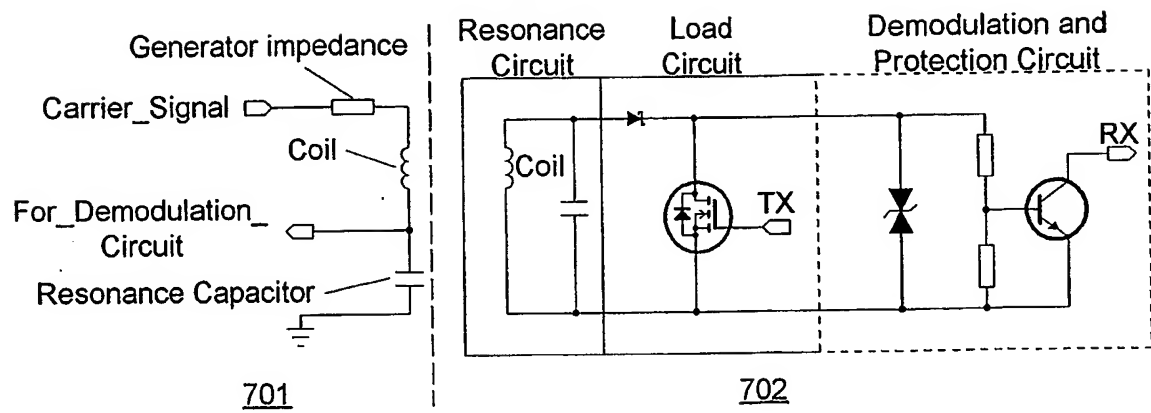 Generator impedance
Carrier_Signal
Coil
For_Demodulation_
Circuit
Resonance Capacitor
701
Resonance
Circuit
Load
Circuit
Demodulation and
Protection Circuit
Coil
TX
RX
702